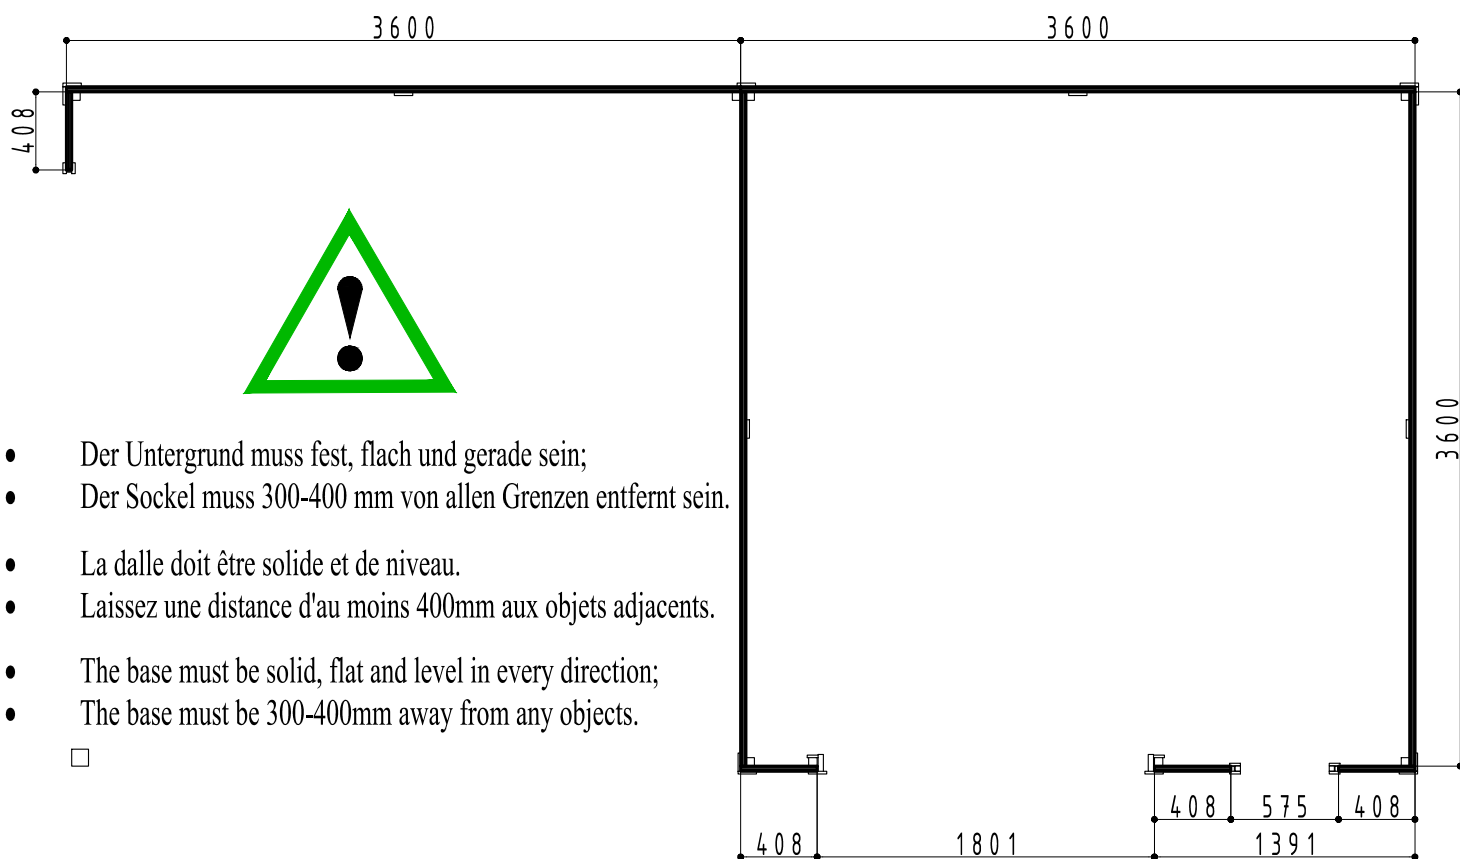 3600 3600
408
3600
• Der Untergrund muss fest, flach und gerade sein;
• Der Sockel muss 300-400 mm von allen Grenzen entfernt sein.
• La dalle doit être solide et de niveau.
• Laissez une distance d'au moins 400mm aux objets adjacents.
• The base must be solid, flat and level in every direction;
• The base must be 300-400mm away from any objects.
408 575 408
408 1801 1391